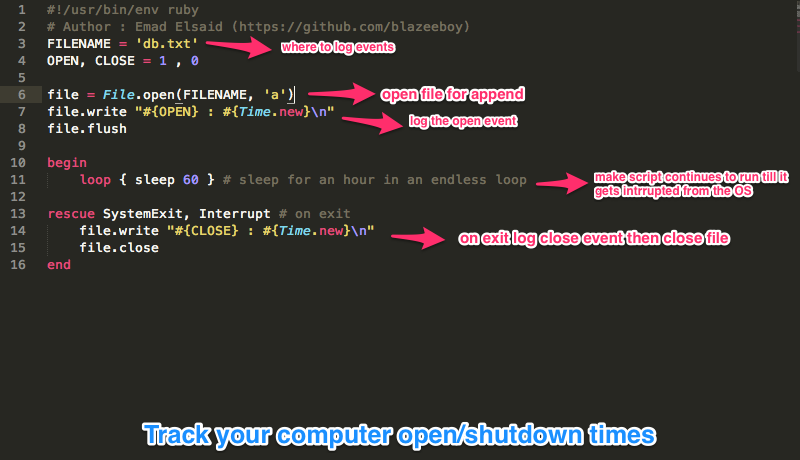 1 #!/usr/bin/env ruby
2 # Author : Emad Elsaid (https://github.com/blazeeboy)
3 FILENAME = 'db.txt' where to log events
4 OPEN, CLOSE = 1 , 0
5
6 file = File.open(FILENAME, 'a') open file for append
7 file.write "#{OPEN} : #{Time.new}\n" log the open event
8 file.flush
9
10 begin
11 loop { sleep 60 } # sleep for an hour in an endless loop make script continues to run till it
gets intrrupted from the OS
12
13 rescue SystemExit, Interrupt # on exit
14 file.write "#{CLOSE} : #{Time.new}\n" on exit log close event then close file
15 file.close
16 end
Track your computer open/shutdown times